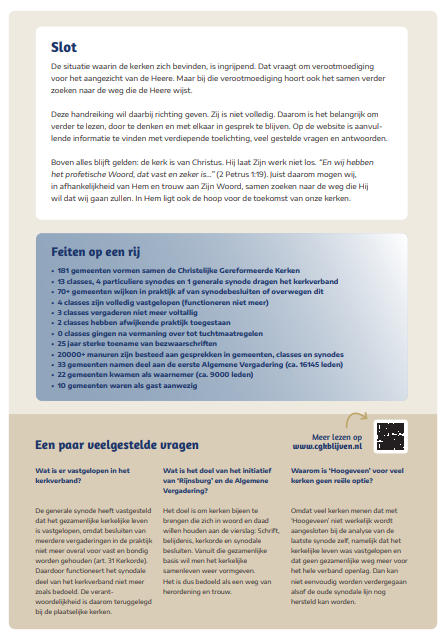 Slot
De situatie waarin de kerken zich bevinden, is ingrijpend. Dat vraagt om verootmoediging
voor het aangezicht van de Heere. Maar bij die verootmoediging hoort ook het samen verder
zoeken naar de weg die de Heere wijst.
Deze handreiking wil daarbij richting geven. Zij is niet volledig. Daarom is het belangrijk om
verder te lezen, door te denken en met elkaar in gesprek te blijven. Op de website is aanvul-
lende informatie te vinden met verdiepende toelichting, veel gestelde vragen en antwoorden.
Boven alles blijft gelden: de kerk is van Christus. Hij laat Zijn werk niet los. "En wij hebben
het profetische Woord, dat vast en zeker is..." (2 Petrus 1:19). Juist daarom mogen wij,
in afhankelijkheid van Hem en trouw aan Zijn Woord, samen zoeken naar de weg die Hij
wil dat wij gaan zullen. In Hem ligt ook de hoop voor de toekomst van onze kerken.
Feiten op een rij
• 181 gemeenten vormen samen de Christelijke Gereformeerde Kerken
• 13 classes, 4 particuliere synodes en 1 generale synode dragen het kerkverband
• 70+ gemeenten wijken in praktijk af van synodebesluiten of overwegen dit
• 4 classes zijn volledig vastgelopen (functioneren niet meer)
• 3 classes vergaderen niet meer voltallig
• 2 classes hebben afwijkende praktijk toegestaan
• 0 classes gingen na vermaning over tot tuchtmaatregelen
• 25 jaar sterke toename van bezwaarschriften
• 20000+ manuren zijn besteed aan gesprekken in gemeenten, classes en synodes
• 33 gemeenten namen deel aan de eerste Algemene Vergadering (ca. 16145 leden)
• 22 gemeenten kwamen als waarnemer (ca. 9000 leden)
• 10 gemeenten waren als gast aanwezig
Een paar veelgestelde vragen
Meer lezen op
www.cgkblijven.nl
Wat is er vastgelopen in het
kerkverband?
De generale synode heeft vastgesteld
dat het gezamenlijke kerkelijke leven
is vastgelopen, omdat besluiten van
meerdere vergaderingen in de praktijk
niet meer overal voor vast en bondig
worden gehouden (art. 31 Kerkorde).
Daardoor functioneert het synodale
deel van het kerkverband niet meer
zoals bedoeld. De verant-
woordelijkheid is daarom teruggelegd
bij de plaatselijke kerken.
Wat is het doel van het initiatief
van 'Rijnsburg' en de Algemene
Vergadering?
Het doel is om kerken bijeen te
brengen die zich in woord en daad
willen houden aan de vierslag: Schrift,
belijdenis, kerkorde en synodale
besluiten. Vanuit die gezamenlijke
basis wil men het kerkelijke
samenleven weer vormgeven.
Het is dus bedoeld als een weg van
herordening en trouw.
Waarom is 'Hoogeveen' voor veel
kerken geen reële optie?
Omdat veel kerken menen dat met
'Hoogeveen' niet werkelijk wordt
aangesloten bij de analyse van de
laatste synode zelf, namelijk dat het
kerkelijke leven was vastgelopen en
dat geen gezamenlijke weg meer voor
het hele verband openlag. Dan kan
niet eenvoudig worden verdergegaan
alsof de oude synodale lijn nog
hersteld kan worden.